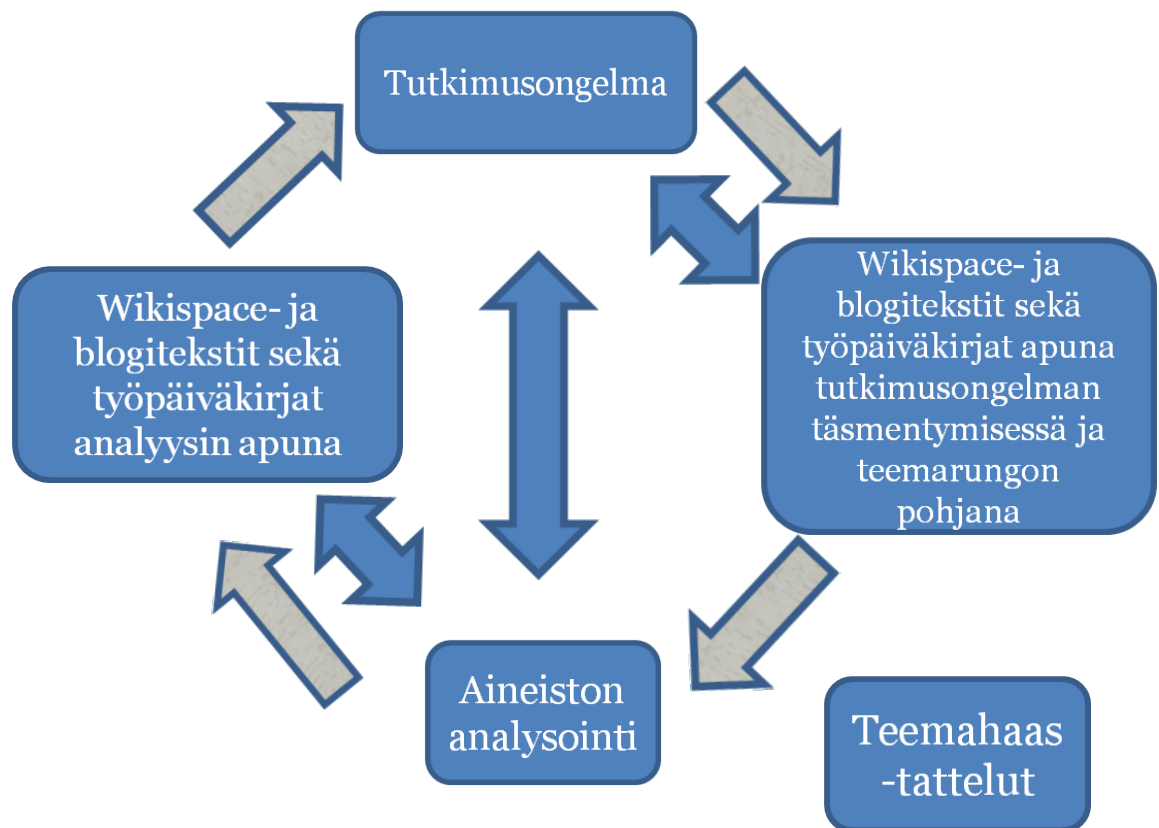 Tutkimusongelma
Wikispace- ja
blogitekstit sekä
työpäiväkirjat apuna
tutkimusongelman
täsmentymisessä ja
teemarungon
pohjana
Wikispace- ja
blogitekstit sekä
työpäiväkirjat
analyysin apuna
Aineiston
analysointi
Teemahaas
-tattelut